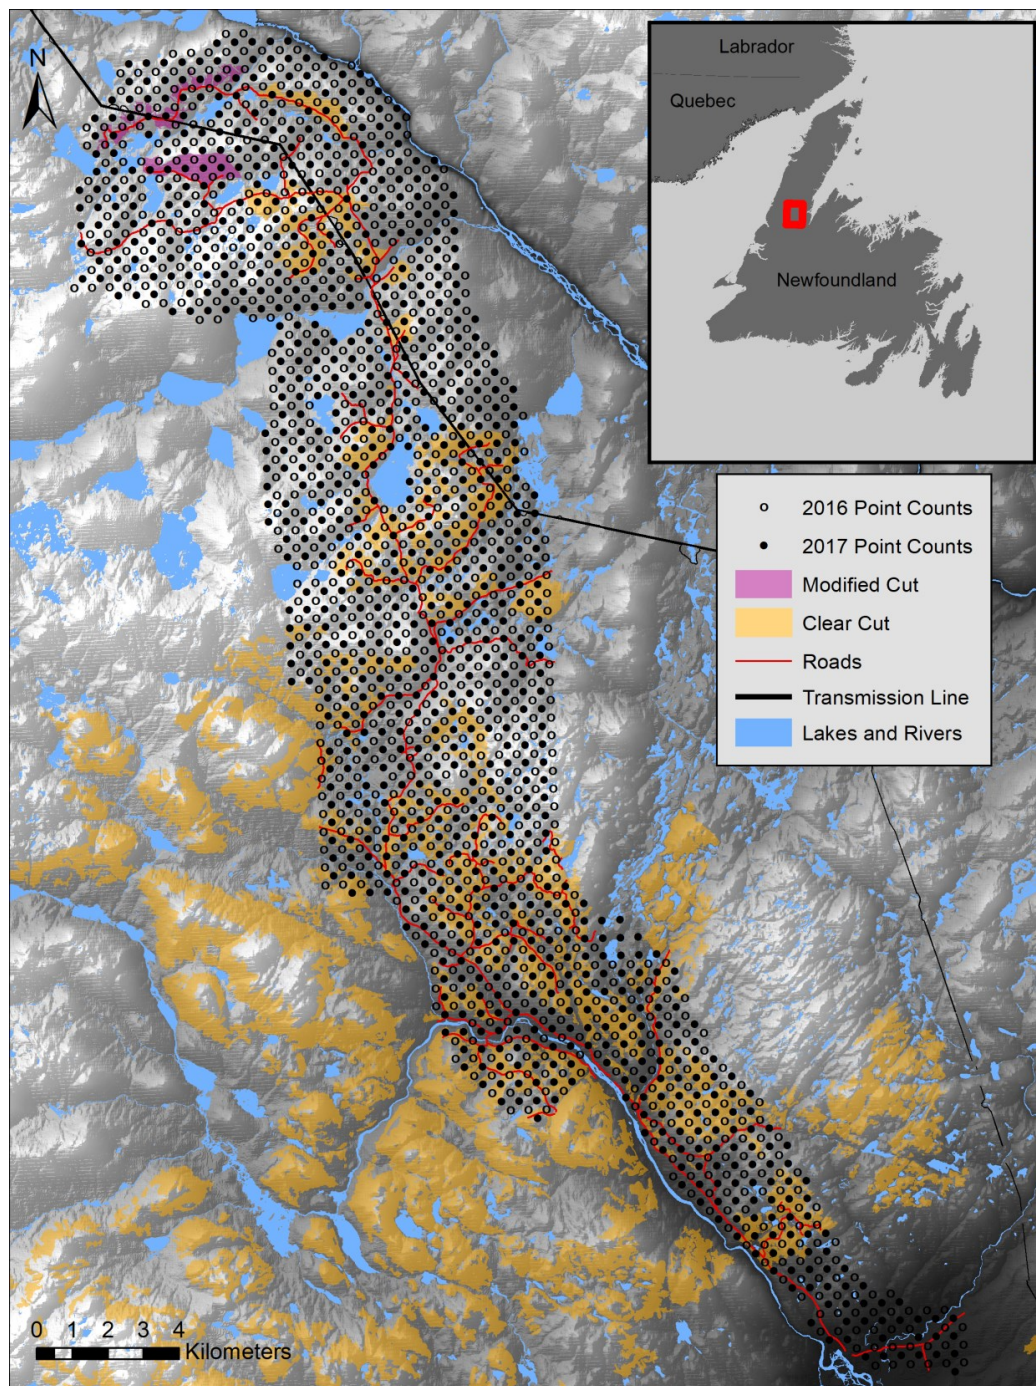 N
Labrador
Quebec
Newfoundland
2016 Point Counts
2017 Point Counts
Modified Cut
Clear Cut
Roads
Transmission Line
Lakes and Rivers
0 1 2 3 4
Kilometers